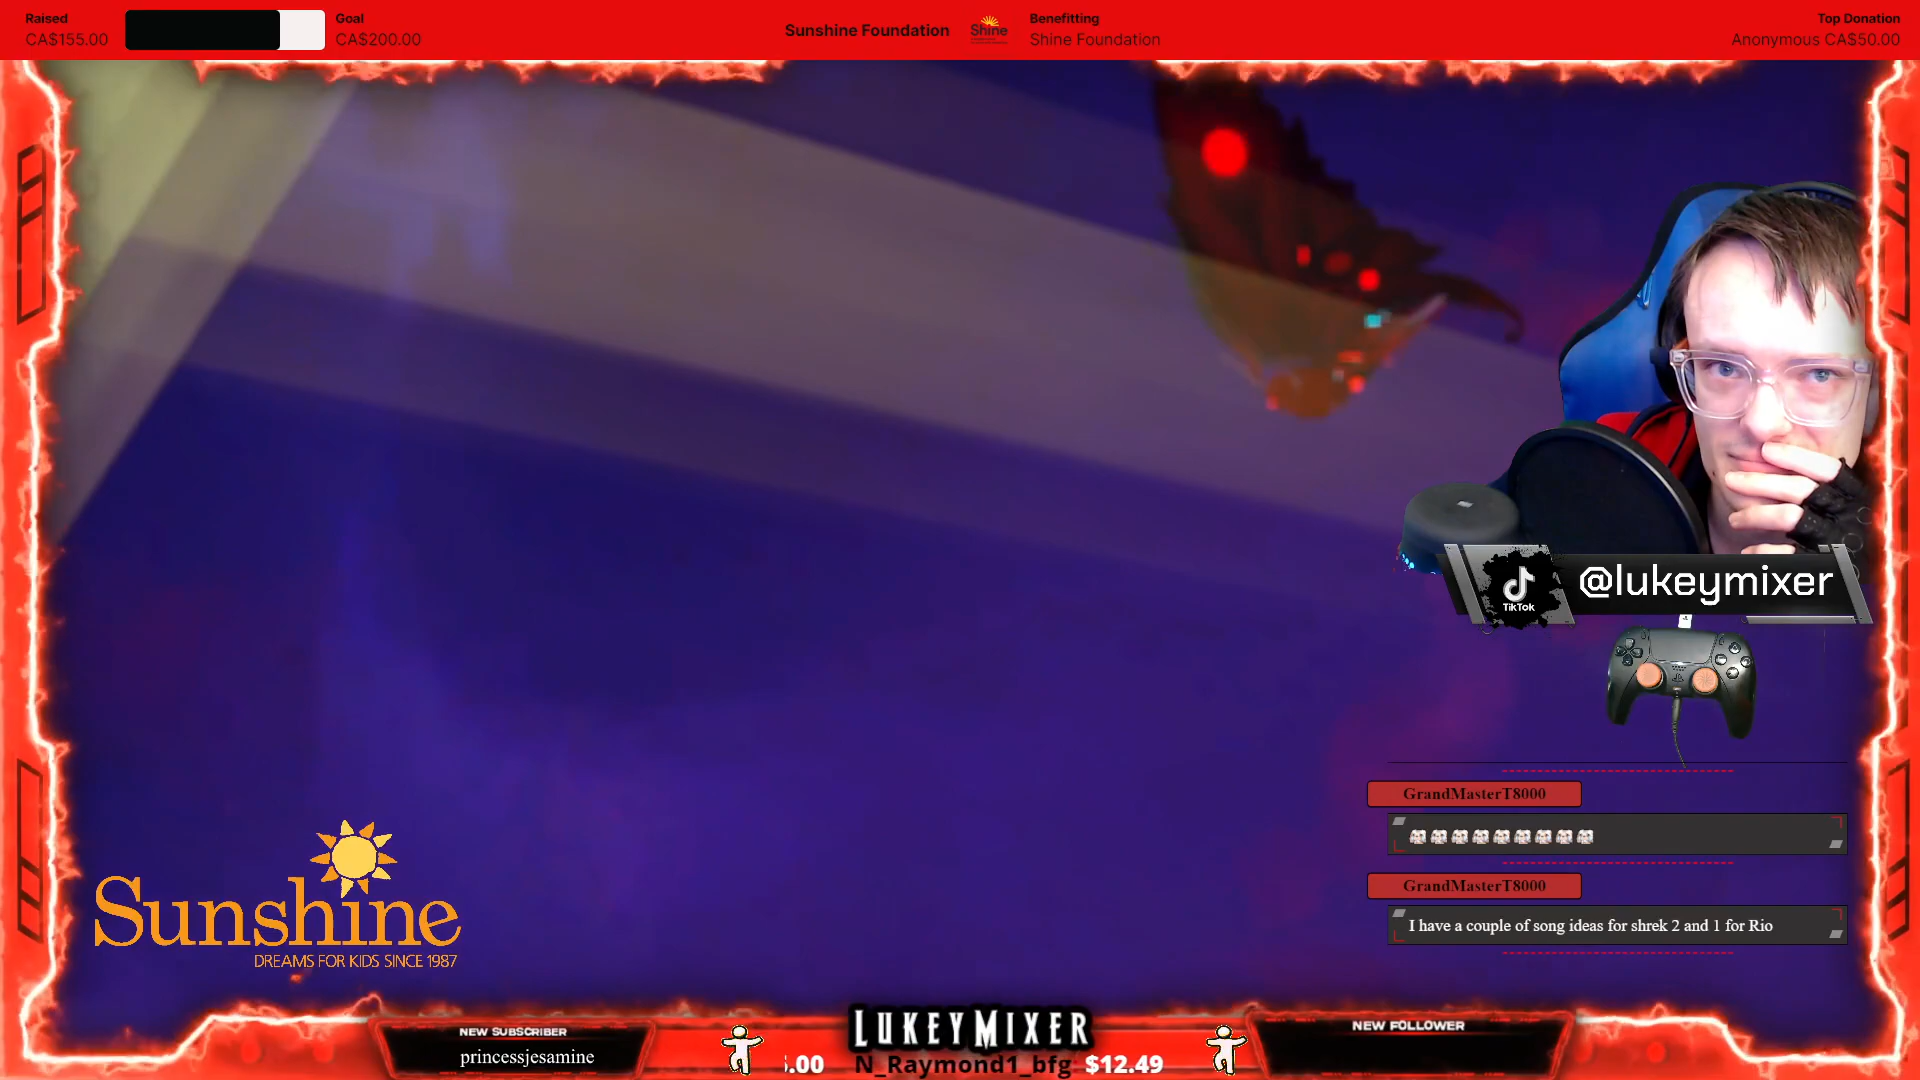 Raised
CA$155.00
Goal
CA$200.00
Sunshine Foundation
Shine
Benefitting
Shine Foundation
Top Donation
Anonymous CA$50.00
TikTok
@lukeymixer
GrandMasterT8000
GrandMasterT8000
I have a couple of song ideas for shrek 2 and 1 for Rio
Sunshine
DREAMS FOR KIDS SINCE 1987
NEW SUBSCRIBER
princessjesamine
LUKEYMIXER
.00 N_Raymond1_bfg $12.49
NEW FOLLOWER